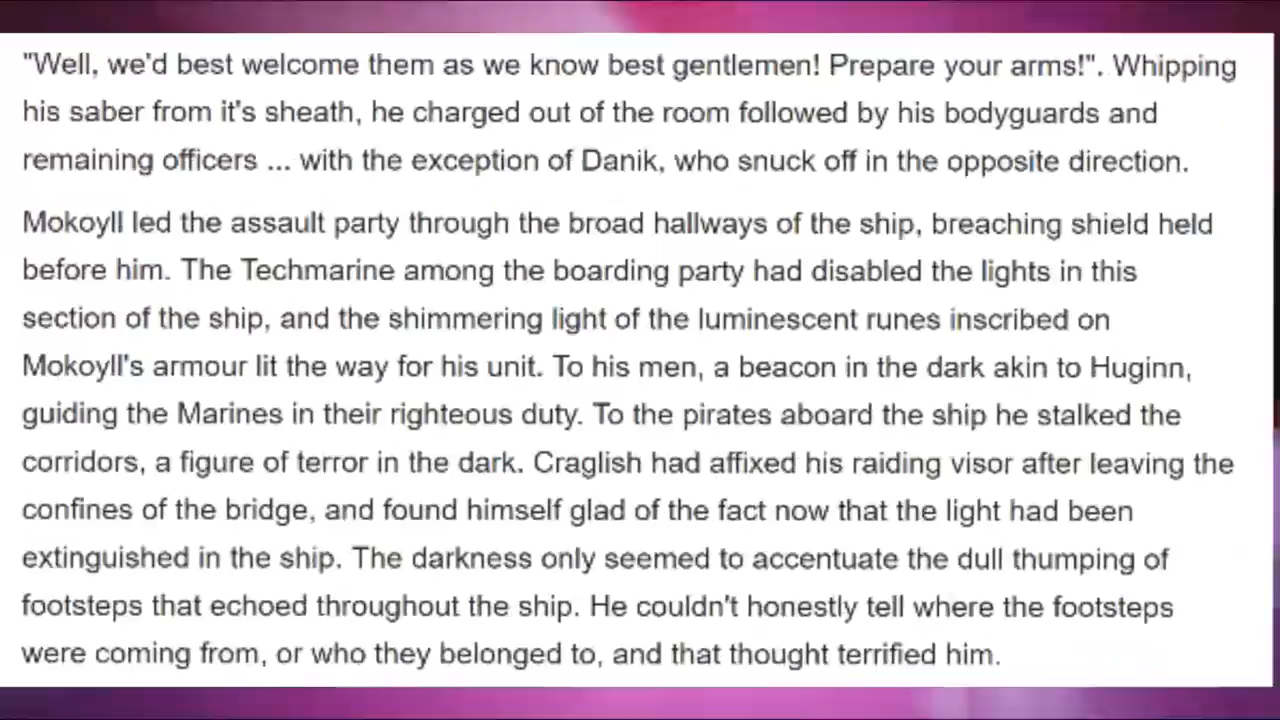 "Well, we'd best welcome them as we know best gentlemen! Prepare your arms!". Whipping
his saber from it's sheath, he charged out of the room followed by his bodyguards and
remaining officers ... with the exception of Danik, who snuck off in the opposite direction.
Mokoyll led the assault party through the broad hallways of the ship, breaching shield held
before him. The Techmarine among the boarding party had disabled the lights in this
section of the ship, and the shimmering light of the luminescent runes inscribed on
Mokoyll's armour lit the way for his unit. To his men, a beacon in the dark akin to Huginn,
guiding the Marines in their righteous duty. To the pirates aboard the ship he stalked the
corridors, a figure of terror in the dark. Craglish had affixed his raiding visor after leaving the
confines of the bridge, and found himself glad of the fact now that the light had been
extinguished in the ship. The darkness only seemed to accentuate the dull thumping of
footsteps that echoed throughout the ship. He couldn't honestly tell where the footsteps
were coming from, or who they belonged to, and that thought terrified him.